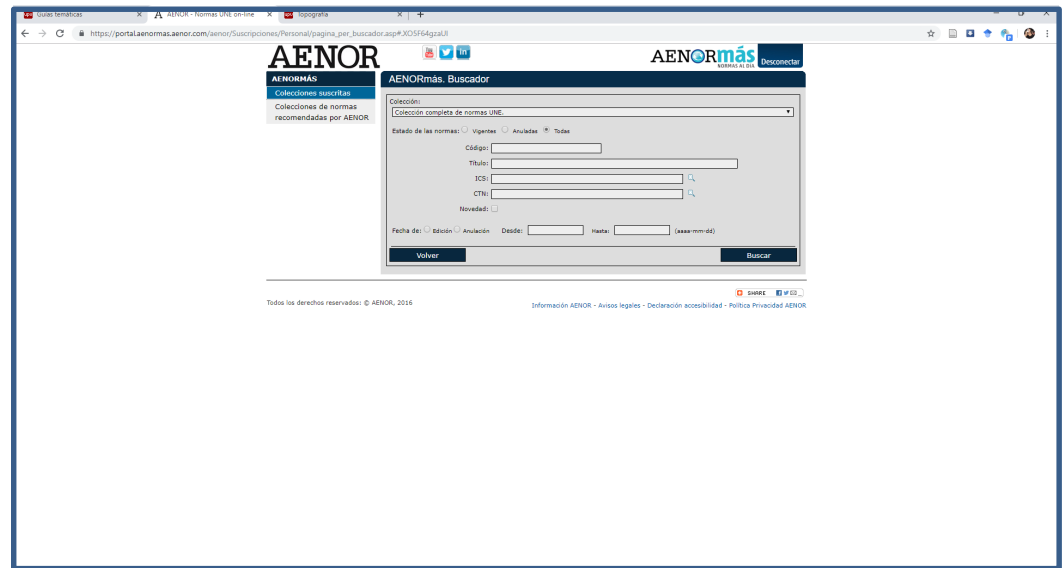 Guías temáticas
AENOR - Normas UNE on-line
Topografía
https://portal.aenormas.aenor.com/aenor/Suscripciones/Personal/pagina_per_buscador.asp#.XOSF64gzaUl
AENOR
AENORmás
NORMAS AL DÍA
Desconectar
AENORMÁS
Colecciones suscritas
Colecciones de normas
recomendadas por AENOR
AENORmás. Buscador
Colección:
Colección completa de normas UNE.
Estado de las normas: Vigentes Anuladas Todas
Código:
Título:
ICS:
CTN:
Novedad:
Fecha de: Edición Anulación Desde: Hasta: (aaaa-mm-dd)
Volver
Buscar
SHARE
Todos los derechos reservados: © AENOR, 2016
Información AENOR - Avisos legales - Declaración accesibilidad - Política Privacidad AENOR